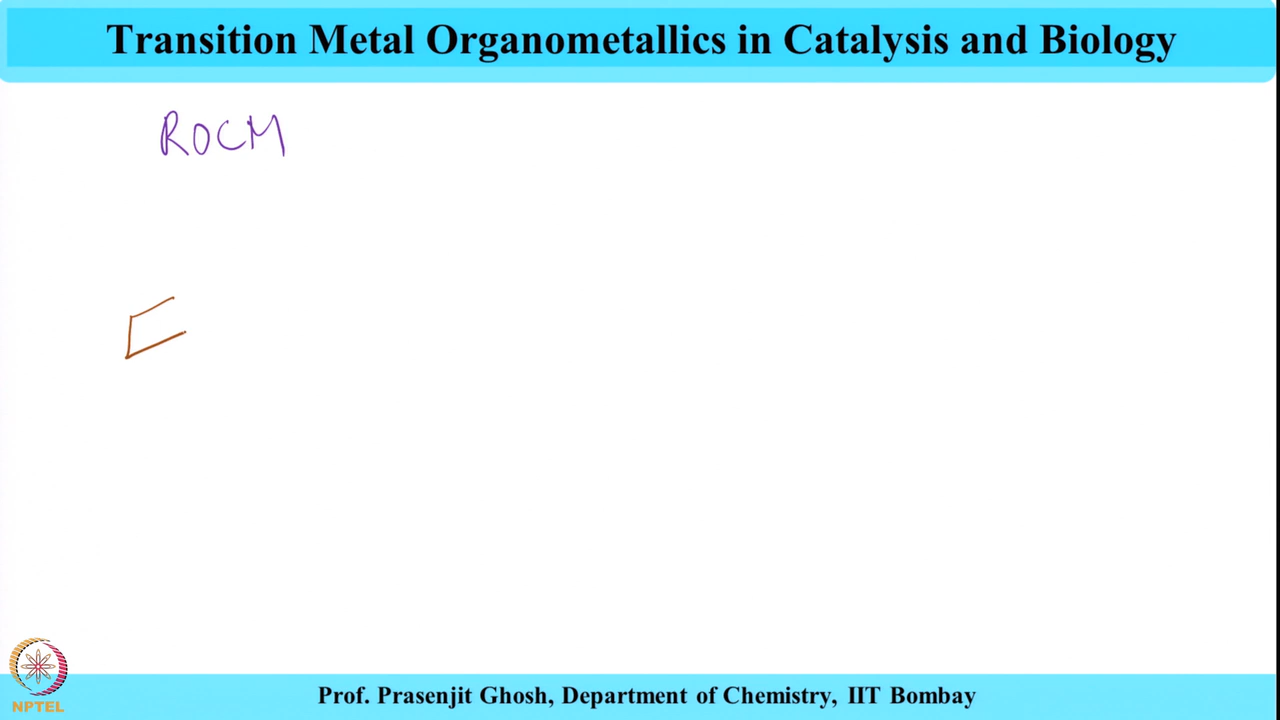 Transition Metal Organometallics in Catalysis and Biology
ROCM
NPTEL
Prof. Prasenjit Ghosh, Department of Chemistry, IIT Bombay